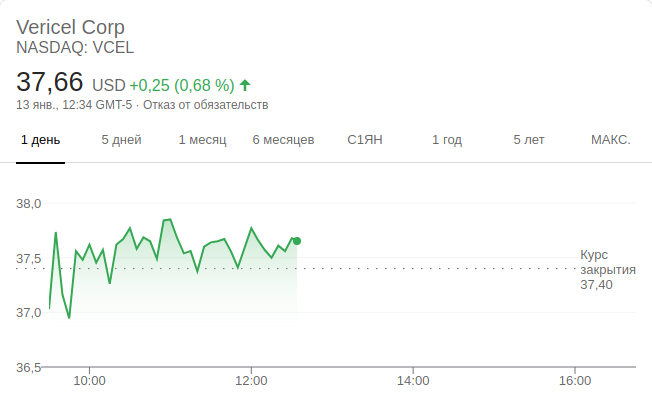 Vericel Corp
NASDAQ: VCEL
37,66 USD +0,25 (0,68 %)
13 янв., 12:34 GMT-5 · Отказ от обязательств
1 день 5 дней 1 месяц 6 месяцев С1ЯН 1 год 5 лет МАКС.
38,0
37,5
37,0
36,5
Курс
закрытия
37,40
10:00 12:00 14:00 16:00